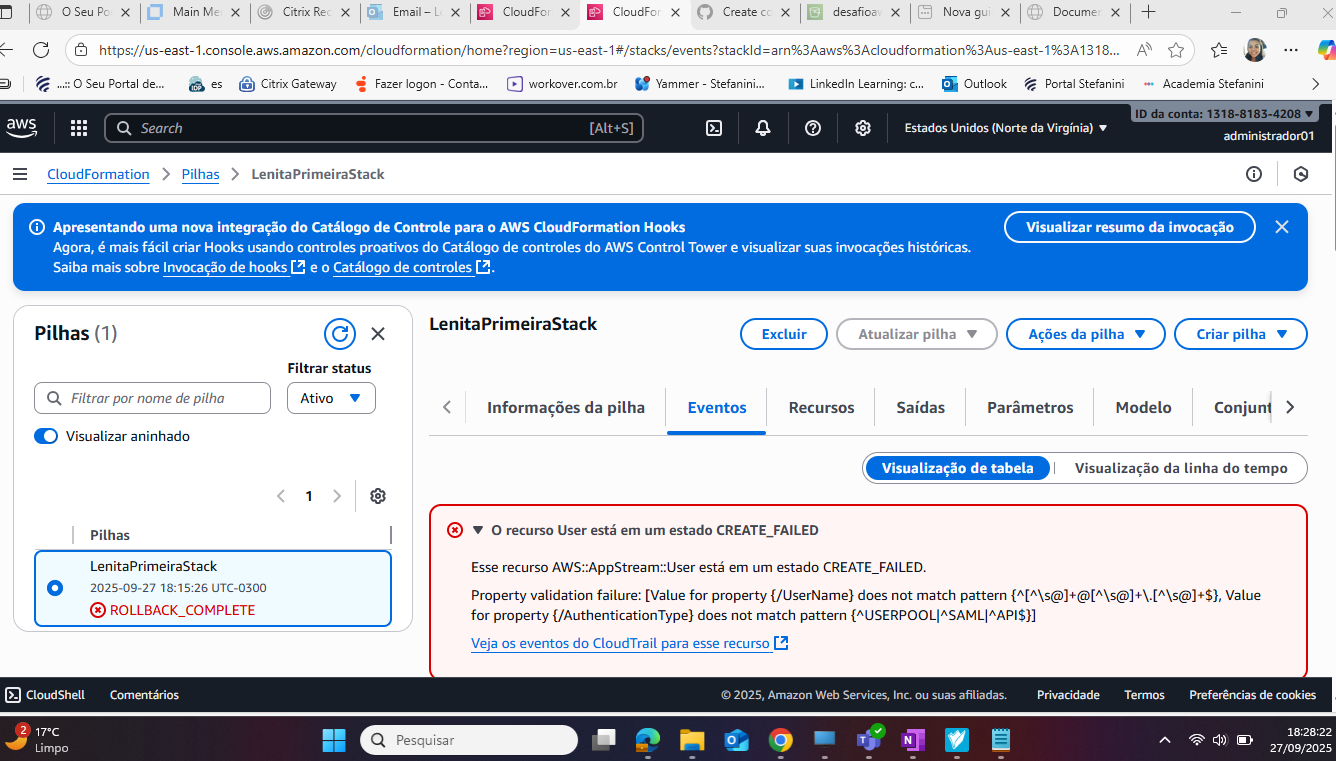 O Seu Po
Main Me
Citrix Rec
Email – L
CloudFor
CloudFor
Create co
desafioav
Nova gui
Documen
https://us-east-1.console.aws.amazon.com/cloudformation/home?region=us-east-1#/stacks/events?stackId=arn%3Aaws%3Acloudformation%3Aus-east-1%3A1318...
...:: O Seu Portal de...
es
Citrix Gateway
Fazer logon - Conta...
workover.com.br
Yammer - Stefanini...
LinkedIn Learning: c...
Outlook
Portal Stefanini
Academia Stefanini
aws
Search
[Alt+S]
Estados Unidos (Norte da Virgínia)
ID da conta: 1318-8183-4208
administrador01
CloudFormation
Pilhas
LenitaPrimeiraStack
Apresentando uma nova integração do Catálogo de Controle para o AWS CloudFormation Hooks
Agora, é mais fácil criar Hooks usando controles proativos do Catálogo de controles do AWS Control Tower e visualizar suas invocações históricas.
Saiba mais sobre Invocação de hooks e o Catálogo de controles.
Visualizar resumo da invocação
Pilhas (1)
Filtrar status
Filtrar por nome de pilha
Ativo
Visualizar aninhado
1
Pilhas
LenitaPrimeiraStack
2025-09-27 18:15:26 UTC-0300
ROLLBACK_COMPLETE
LenitaPrimeiraStack
Excluir
Atualizar pilha
Ações da pilha
Criar pilha
Informações da pilha
Eventos
Recursos
Saídas
Parâmetros
Modelo
Conjunt
Visualização de tabela
Visualização da linha do tempo
O recurso User está em um estado CREATE_FAILED
Esse recurso AWS::AppStream::User está em um estado CREATE_FAILED.
Property validation failure: [Value for property {/UserName} does not match pattern {^[^\s@]+@[^\s@]+\.[^\s@]+$}, Value
for property {/AuthenticationType} does not match pattern {^USERPOOL|^SAML|^API$}]
Veja os eventos do CloudTrail para esse recurso
CloudShell
Comentários
© 2025, Amazon Web Services, Inc. ou suas afiliadas.
Privacidade
Termos
Preferências de cookies
2
17°C
Limpo
Pesquisar
18:28:22
27/09/2025